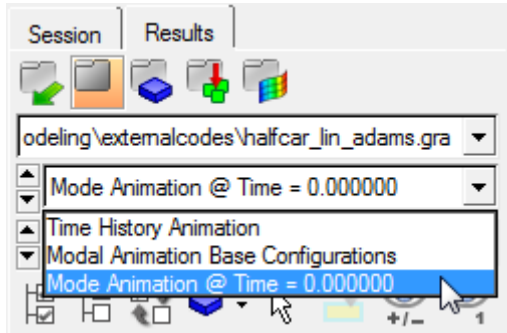 Session Results
odeling\externalcodes\halfcar_lin_adams.gra
Mode Animation @ Time = 0.000000
Time History Animation
Modal Animation Base Configurations
Mode Animation @ Time = 0.000000
+/- 1